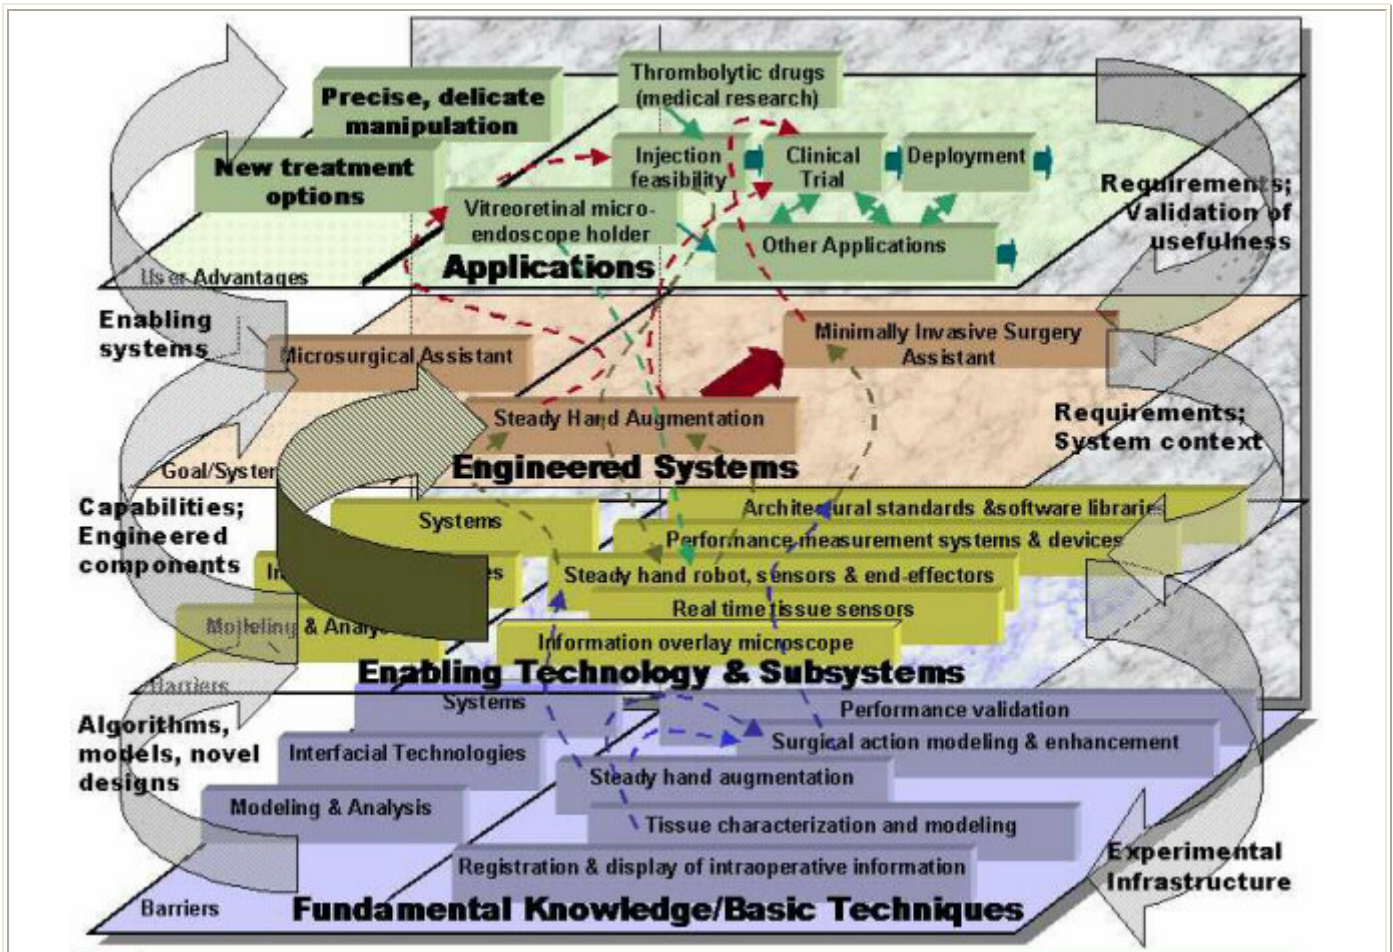 Thrombolytic drugs
(medical research)
Precise, delicate
manipulation
Injection
feasibility
Clinical
Trial
Deployment
New treatment
options
Requirements;
Validation of
usefulness
Vitreoretinal micro-
endoscope holder
Other Applications
Applications
User Advantages
Enabling
systems
Microsurgical Assistant
Minimally Invasive Surgery
Assistant
Steady Hand Augmentation
Requirements;
System context
Goal/System
Engineered Systems
Capabilities;
Engineered
components
Systems
Architectural standards &software libraries
Performance measurement systems & devices
Steady hand robot, sensors & end-effectors
Real time tissue sensors
Modeling & Analys
Information overlay microscope
Enabling Technology & Subsystems
Barriers
Algorithms,
models, novel
designs
Systems
Performance validation
Surgical action modeling & enhancement
Interfacial Technologies
Steady hand augmentation
Modeling & Analysis
Tissue characterization and modeling
Registration & display of intraoperative information
Experimental
Infrastructure
Barriers
Fundamental Knowledge/Basic Techniques